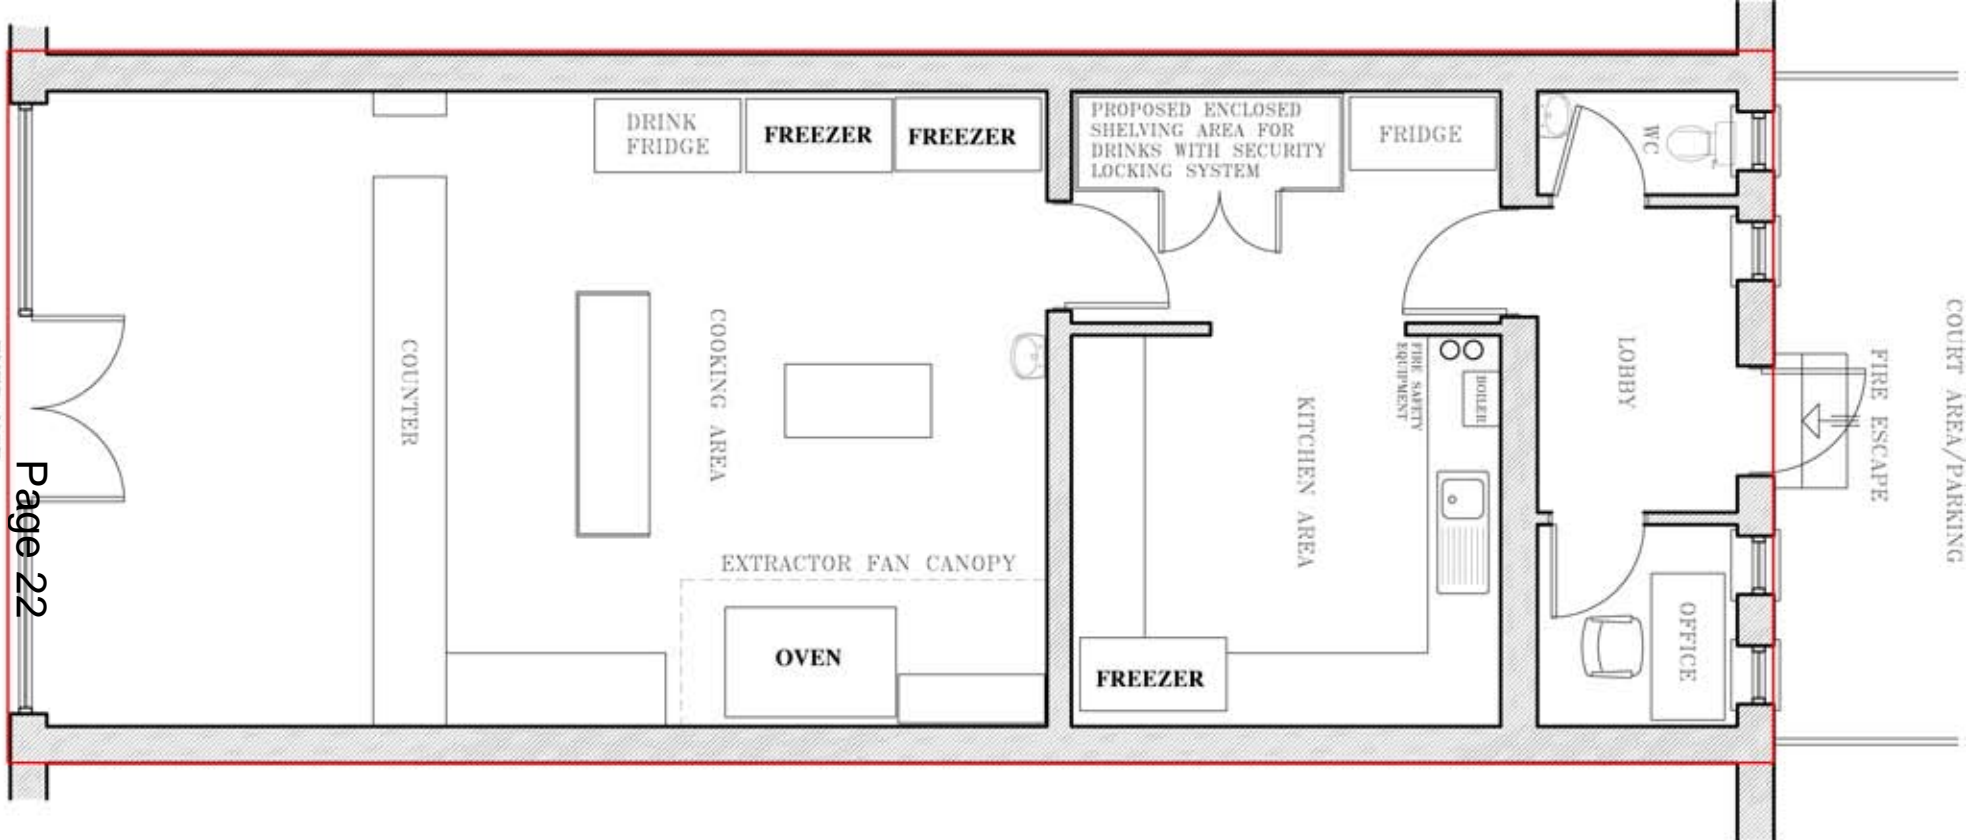 DRINK
FRIDGE
FREEZER
FREEZER
PROPOSED ENCLOSED
SHELVING AREA FOR
DRINKS WITH SECURITY
LOCKING SYSTEM
FRIDGE
WC
COUNTER
COOKING AREA
FIRE SAFETY
EQUIPMENT
BOILER
KITCHEN AREA
LOBBY
FIRE ESCAPE
COURT AREA/PARKING
EXTRACTOR FAN CANOPY
OVEN
FREEZER
OFFICE
Page 22